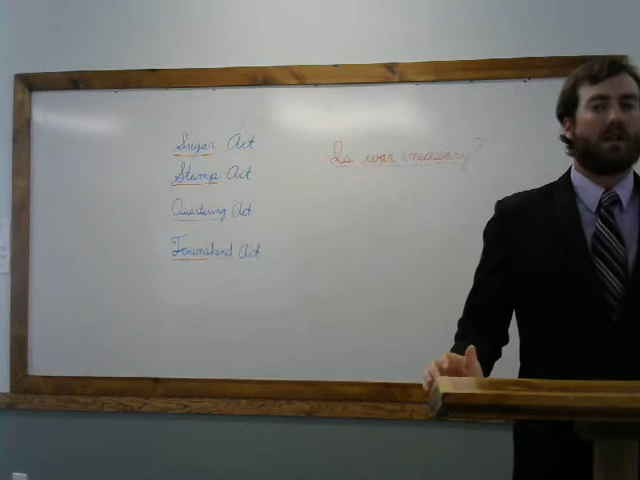 Sugar Act
Stamp Act
Quartering Act
Townshend Act
Is war necessary?